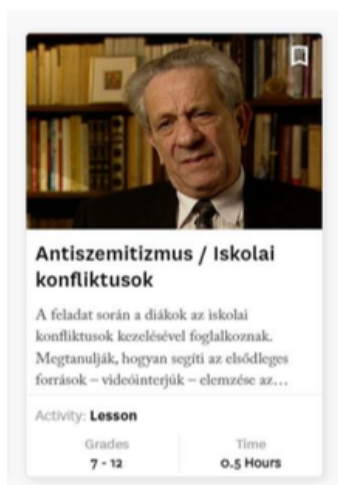 Antiszemitizmus / Iskolai
konfliktusok
A feladat során a diákok az iskolai
konfliktusok kezelésével foglalkoznak.
Megtanulják, hogyan segíti az elsődleges
források – videóinterjúk – elemzése az...
Activity: Lesson
Grades
7 - 12
Time
0.5 Hours